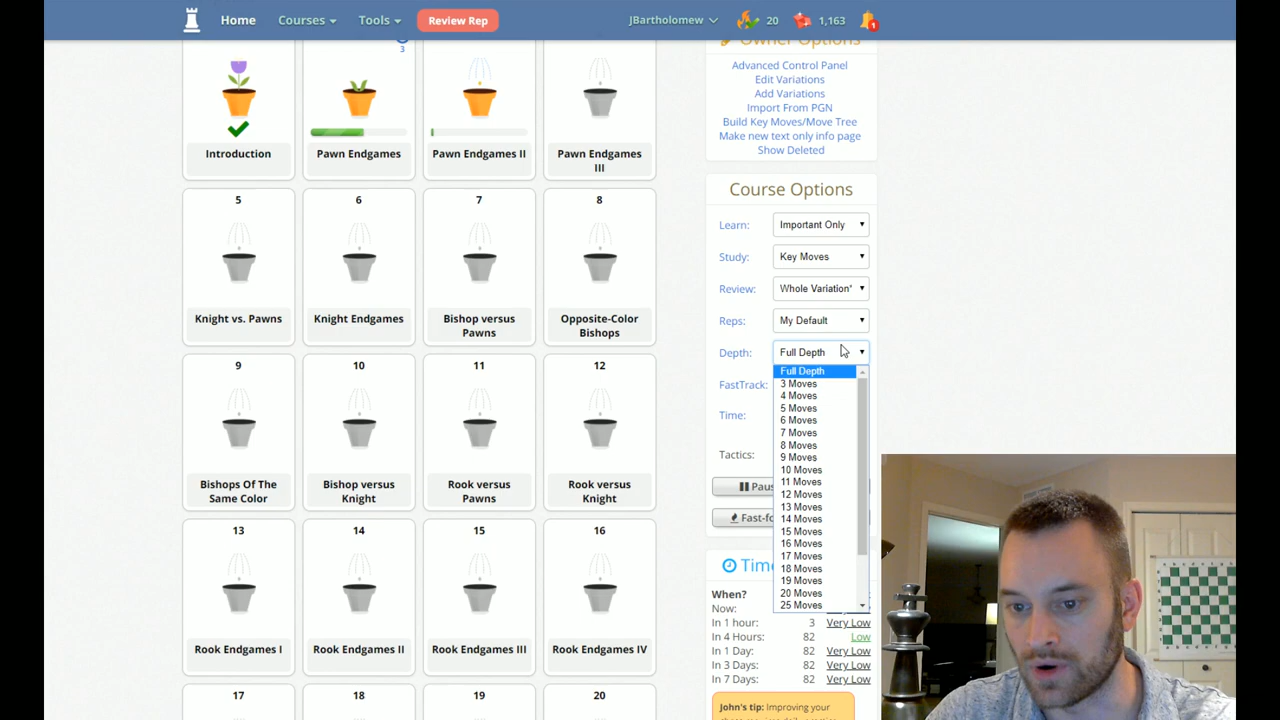 Home Courses Tools Review Rep JBartholomew 20 1,163 1
3
Introduction
Pawn Endgames
Pawn Endgames II
Pawn Endgames
III
5 6 7 8
Knight vs. Pawns
Knight Endgames
Bishop versus
Pawns
Opposite-Color
Bishops
9 10 11 12
Bishops Of The
Same Color
Bishop versus
Knight
Rook versus
Pawns
Rook versus
Knight
13 14 15 16
Rook Endgames I
Rook Endgames II
Rook Endgames III
Rook Endgames IV
17 18 19 20
Owner Options
Advanced Control Panel
Edit Variations
Add Variations
Import From PGN
Build Key Moves/Move Tree
Make new text only info page
Show Deleted
Course Options
Learn: Important Only
Study: Key Moves
Review: Whole Variation*
Reps: My Default
Depth: Full Depth
Full Depth
3 Moves
4 Moves
5 Moves
6 Moves
7 Moves
8 Moves
9 Moves
10 Moves
11 Moves
12 Moves
13 Moves
14 Moves
15 Moves
16 Moves
17 Moves
18 Moves
19 Moves
20 Moves
25 Moves
FastTrack:
Time:
Tactics:
When?
Now:
In 1 hour: 3 Very Low
In 4 Hours: 82 Low
In 1 Day: 82 Very Low
In 3 Days: 82 Very Low
In 7 Days: 82 Very Low
John's tip: Improving your